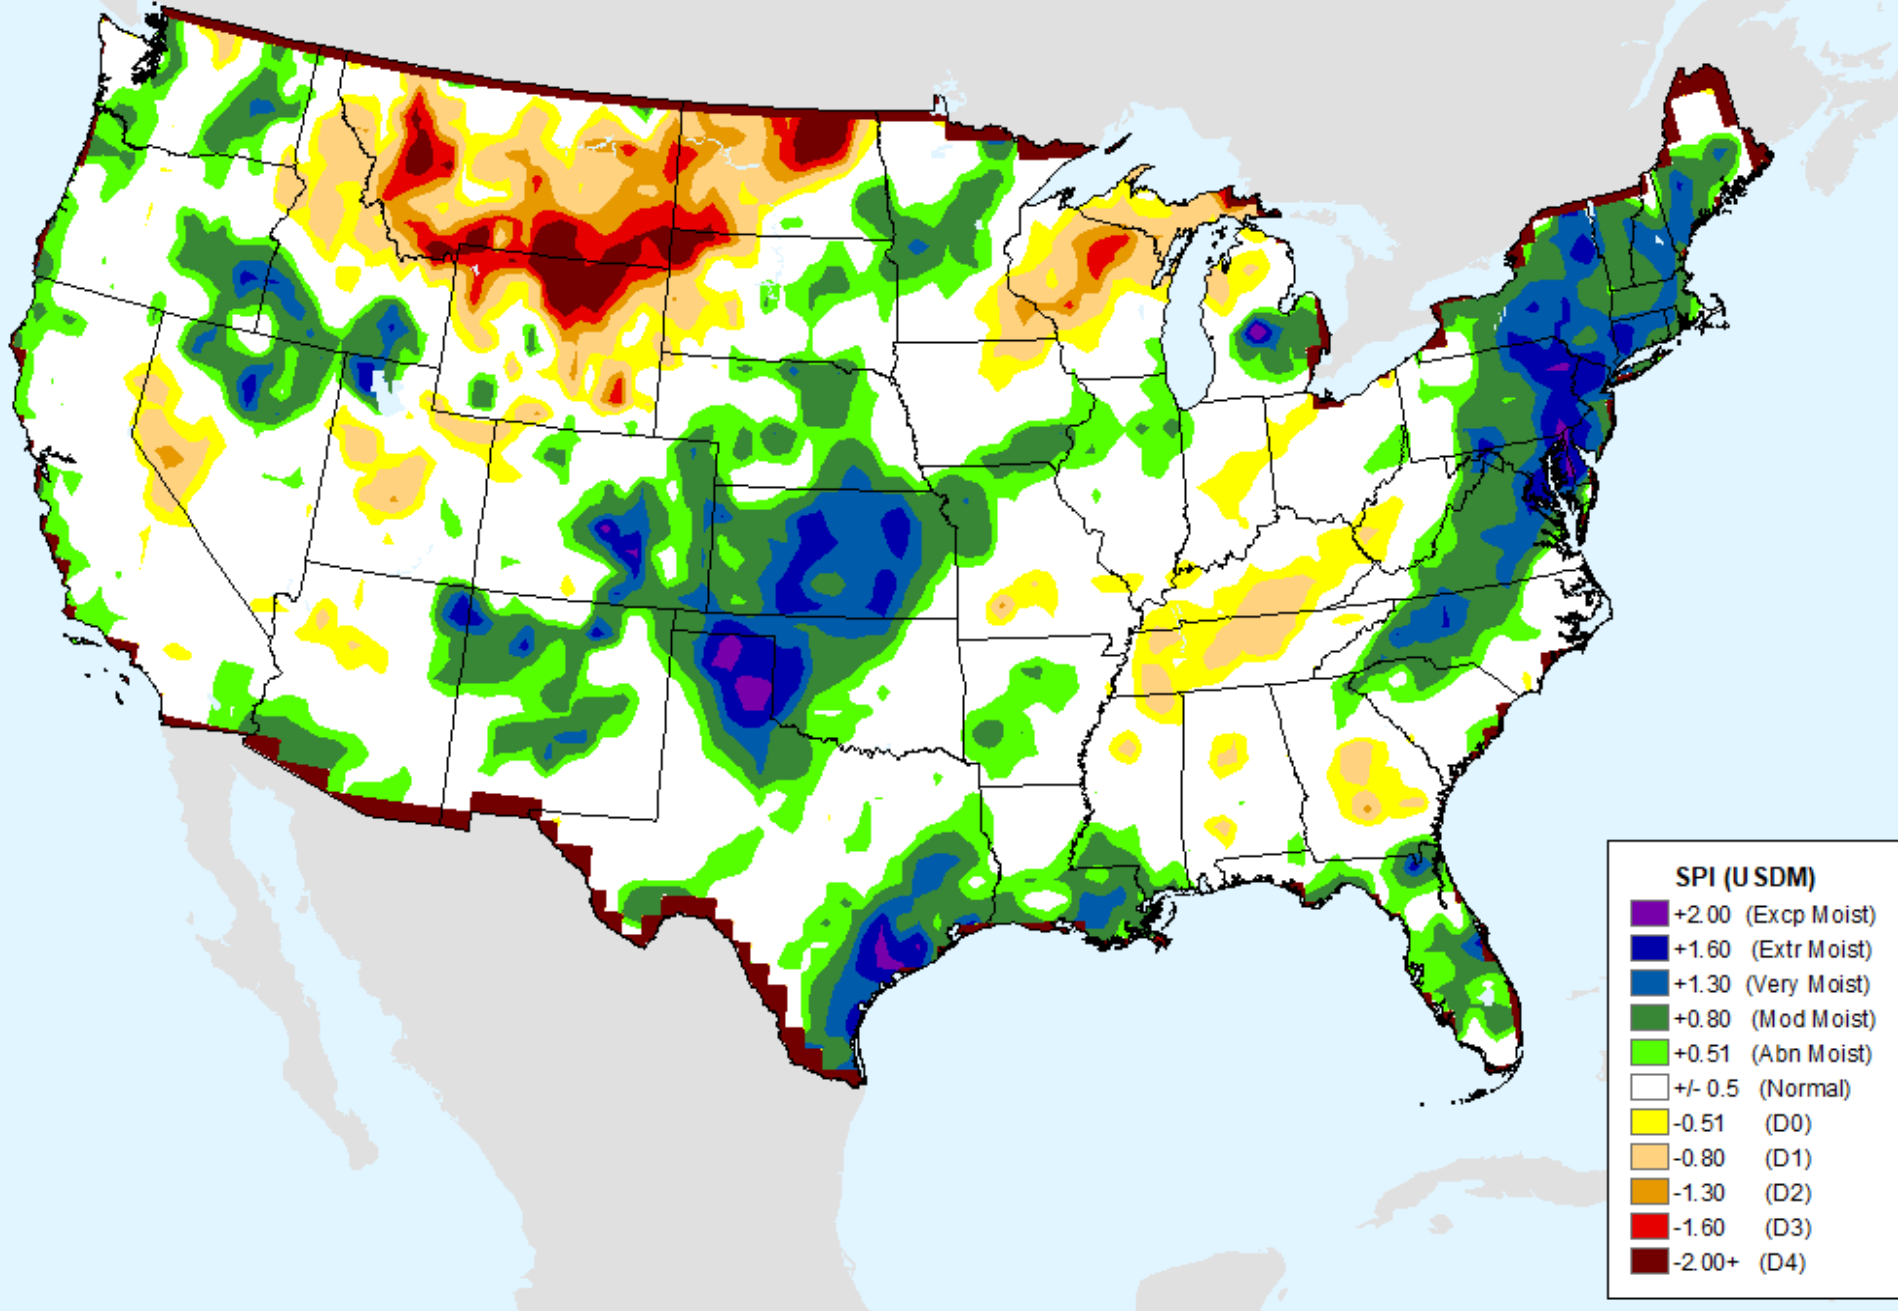 SPI (USDM)
+2.00 (Excp Moist)
+1.60 (Extr Moist)
+1.30 (Very Moist)
+0.80 (Mod Moist)
+0.51 (Abn Moist)
+/- 0.5 (Normal)
-0.51 (D0)
-0.80 (D1)
-1.30 (D2)
-1.60 (D3)
-2.00+ (D4)